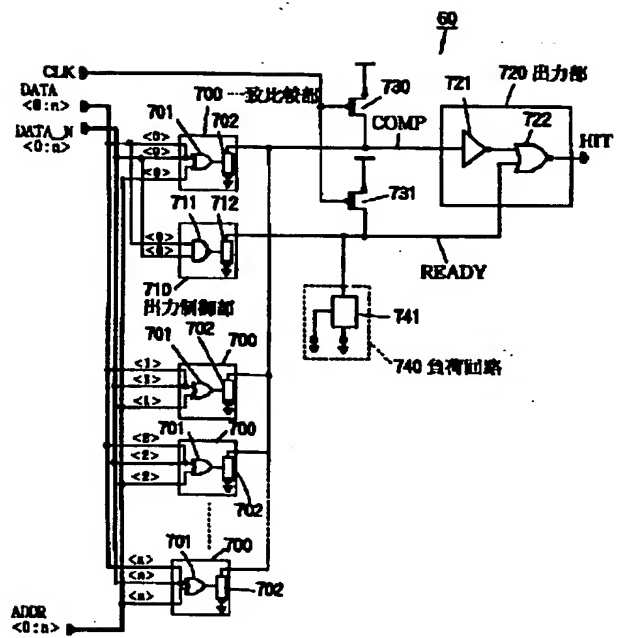 60
CLK
DATA
<0:n>
DATA_N
<0:n>
700 一致比較部
701
702
<0>
<0>
<0>
730
COMP
721
720 出力部
722
HIT
731
711
712
<0>
<0>
710
出力制御部
READY
741
740 負荷回路
701
702
700
<1>
<1>
<1>
701
700
<2>
<2>
<2>
702
701
700
<n>
<n>
<n>
702
ADDR
<0:n>